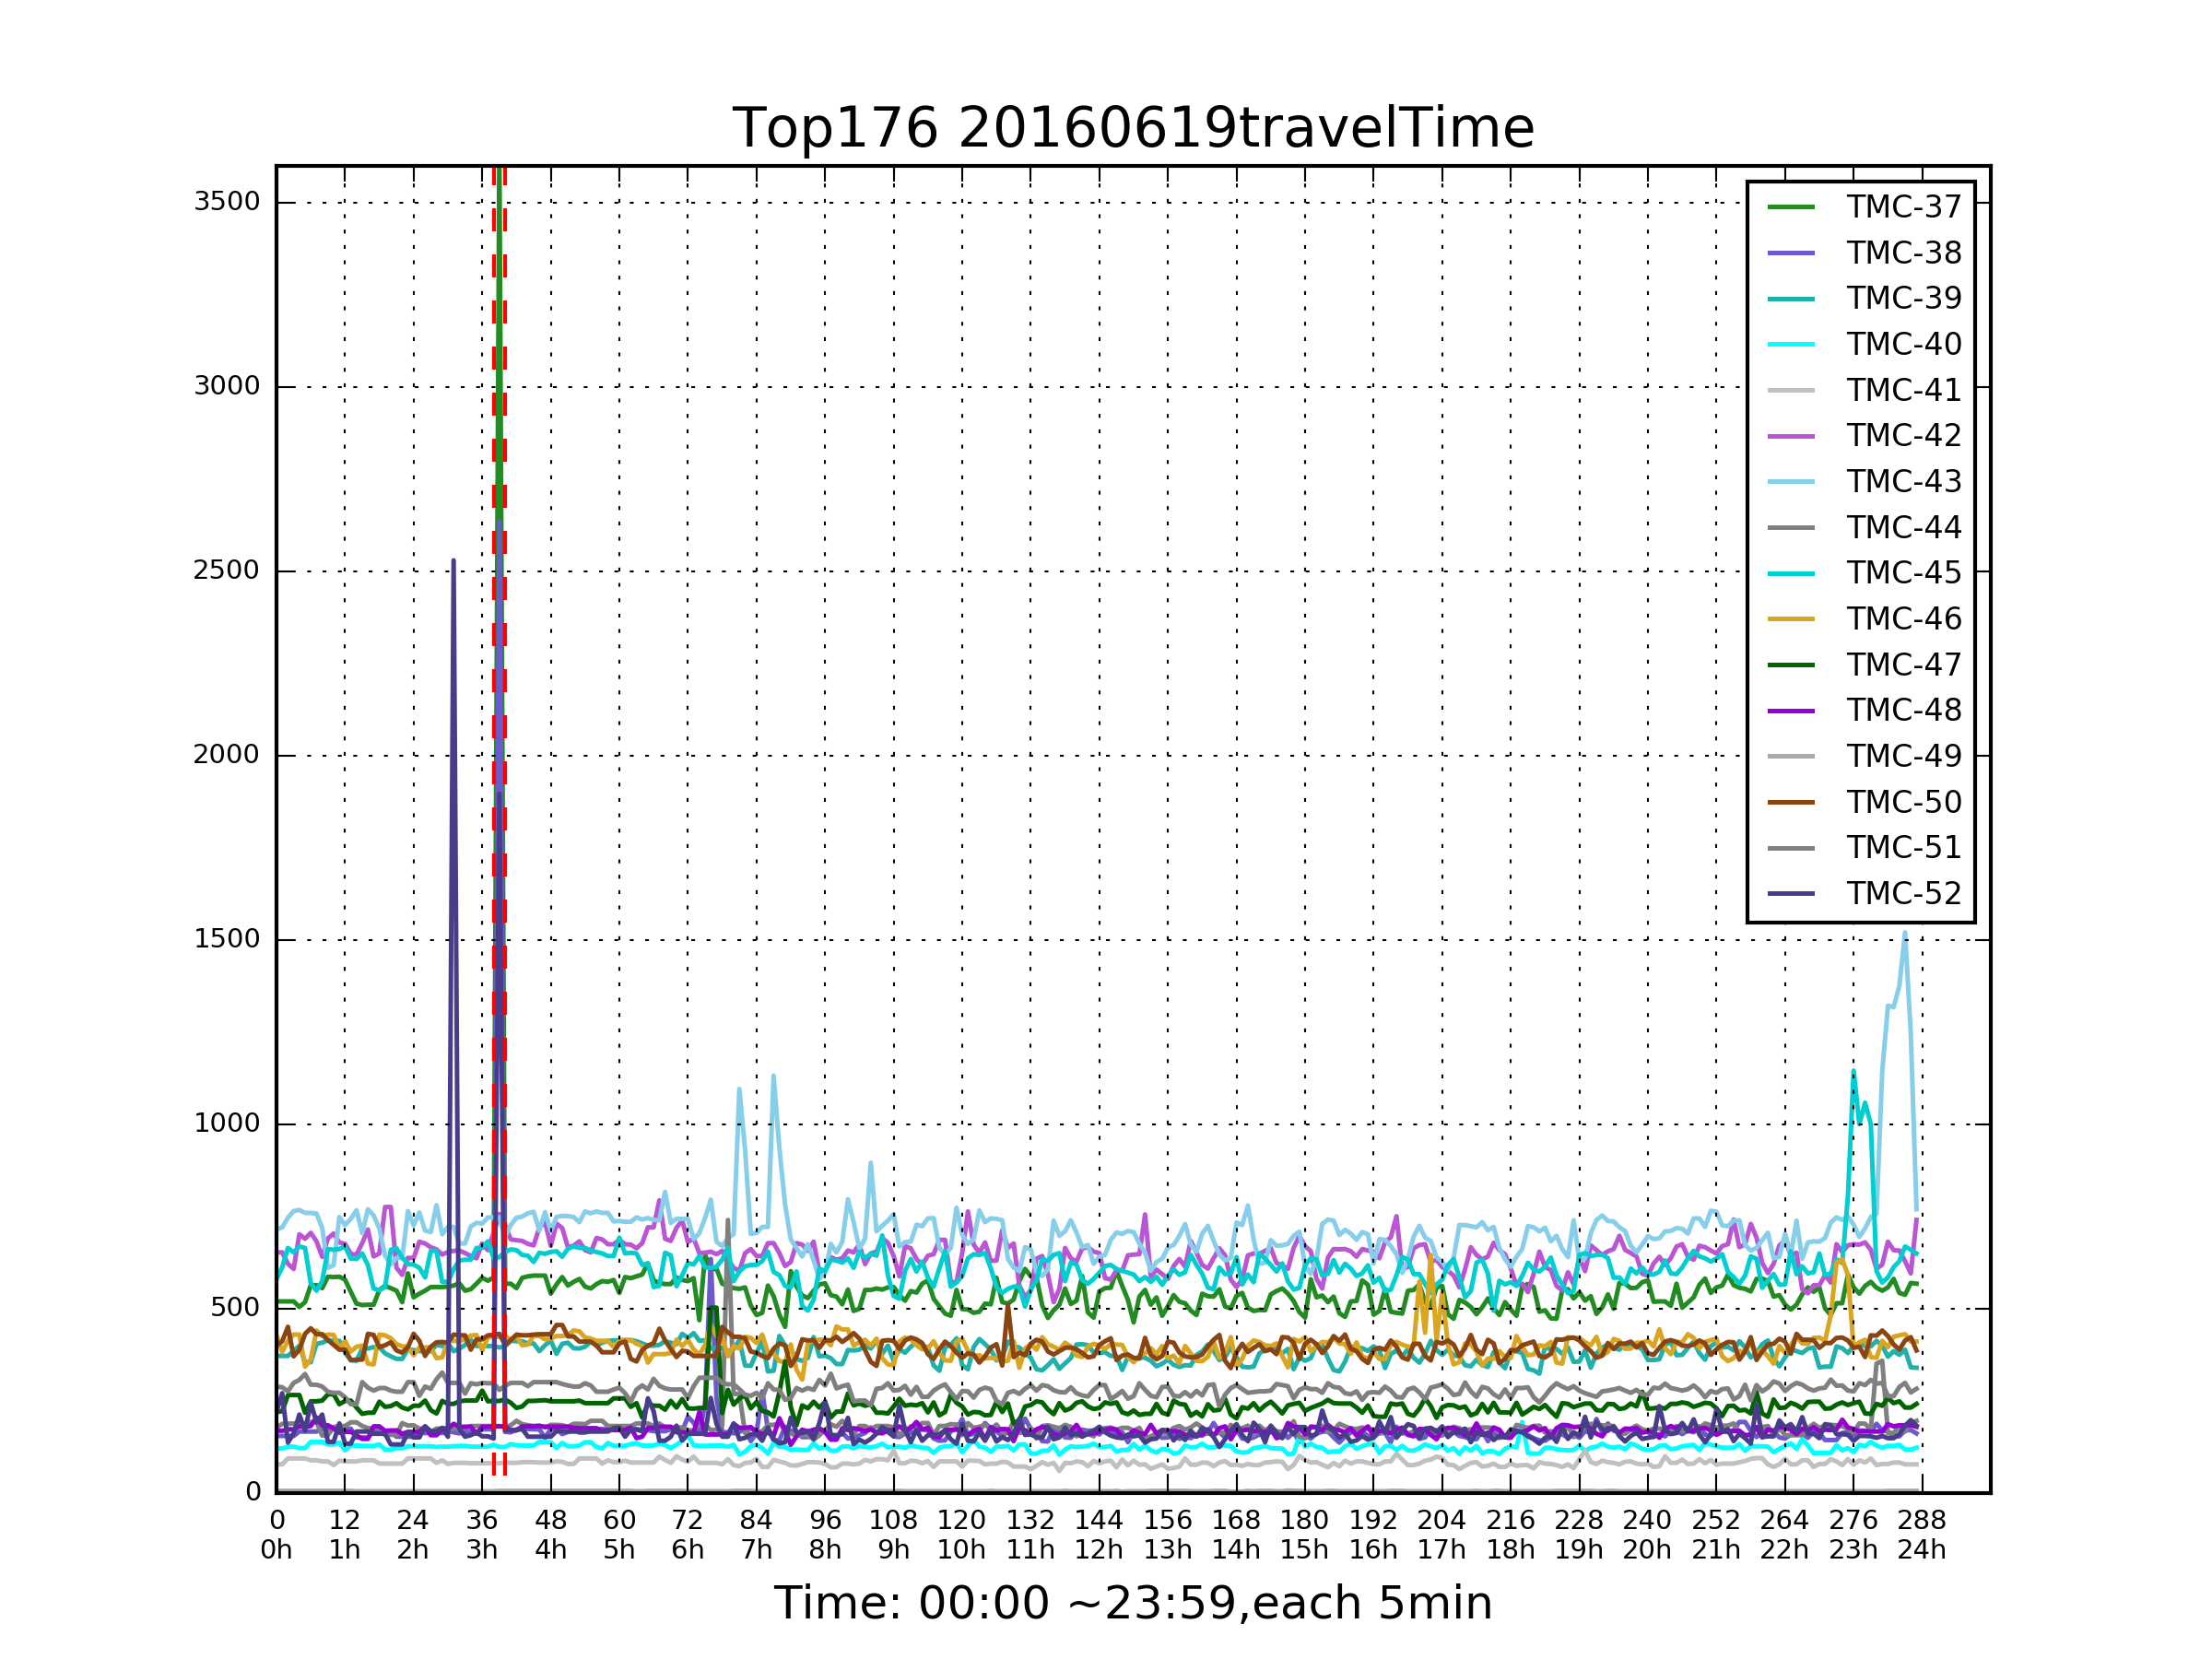 Top176 20160619travelTime
3500
3000
2500
2000
1500
1000
500
0
TMC-37
TMC-38
TMC-39
TMC-40
TMC-41
TMC-42
TMC-43
TMC-44
TMC-45
TMC-46
TMC-47
TMC-48
TMC-49
TMC-50
TMC-51
TMC-52
0 12 24 36 48 60 72 84 96 108 120 132 144 156 168 180 192 204 216 228 240 252 264 276 288
0h 1h 2h 3h 4h 5h 6h 7h 8h 9h 10h 11h 12h 13h 14h 15h 16h 17h 18h 19h 20h 21h 22h 23h 24h
Time: 00:00 ~23:59,each 5min